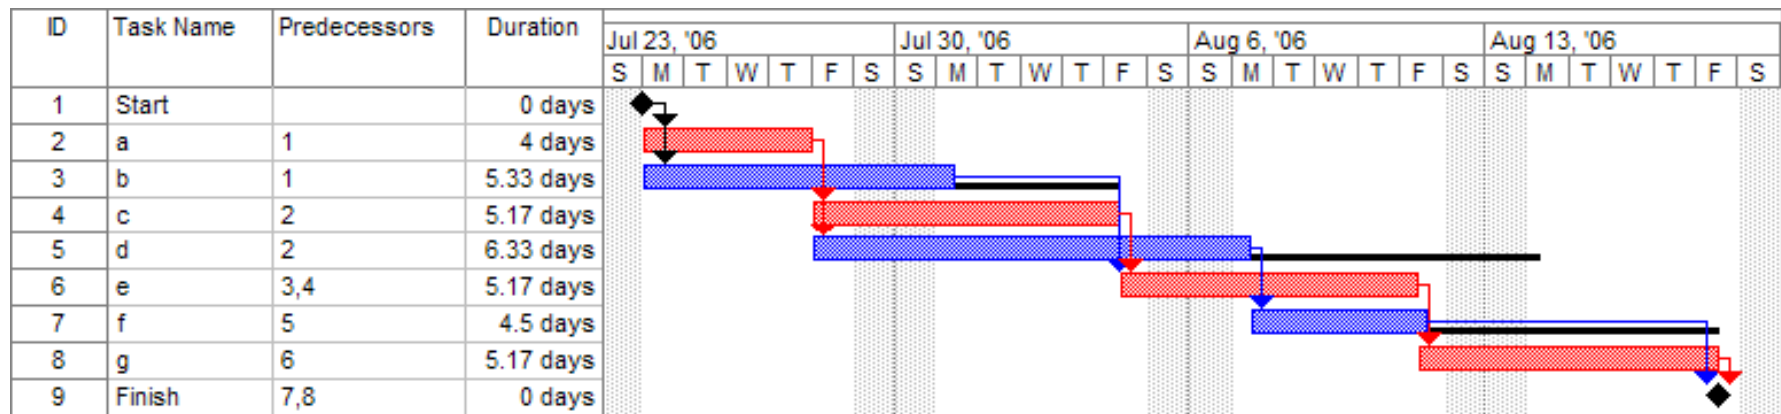 ID Task Name Predecessors Duration
Jul 23, '06 Jul 30, '06 Aug 6, '06 Aug 13, '06
S M T W T F S S M T W T F S S M T W T F S S M T W T F S
1 Start 0 days
2 a 1 4 days
3 b 1 5.33 days
4 c 2 5.17 days
5 d 2 6.33 days
6 e 3,4 5.17 days
7 f 5 4.5 days
8 g 6 5.17 days
9 Finish 7,8 0 days